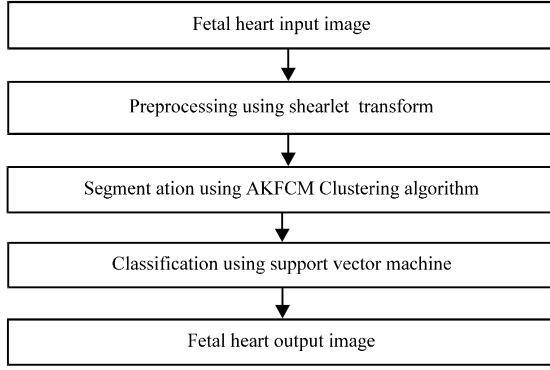 Fetal heart input image
Preprocessing using shearlet transform
Segment ation using AKFCM Clustering algorithm
Classification using support vector machine
Fetal heart output image